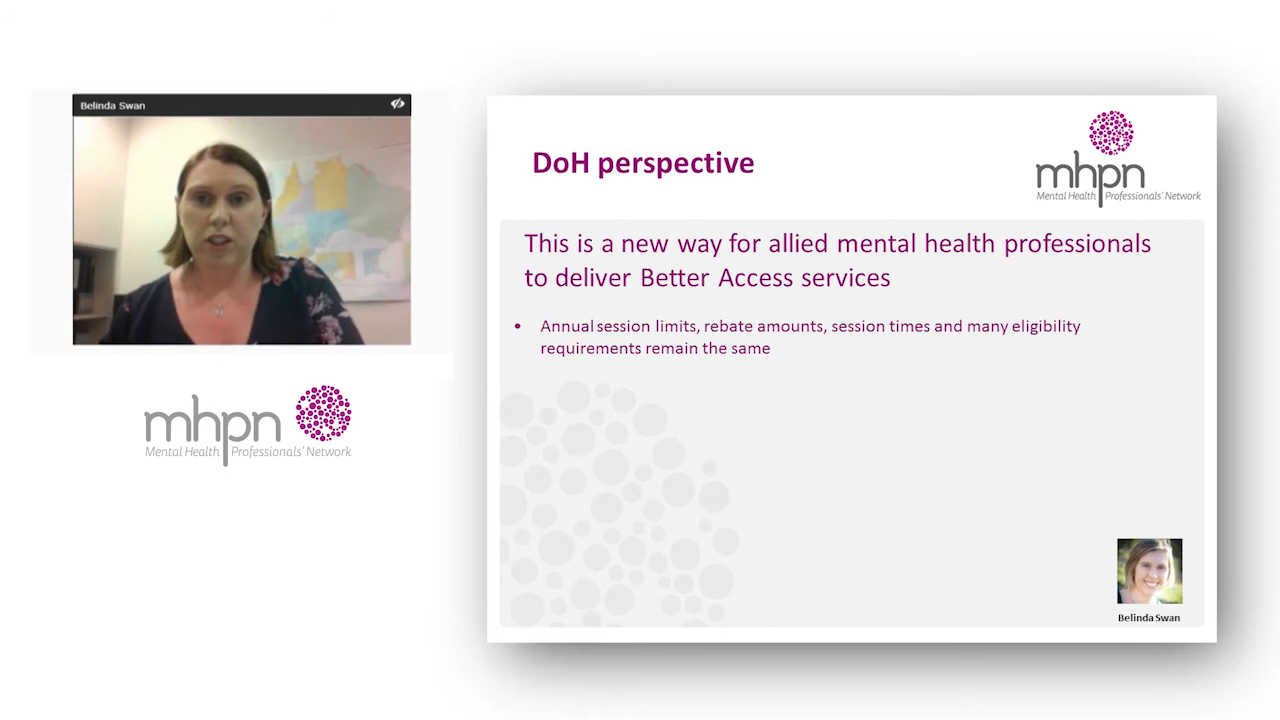 Belinda Swan
mhpn
Mental Health Professionals' Network
DoH perspective
mhpn
Mental Health Professionals' Network
This is a new way for allied mental health professionals
to deliver Better Access services
• Annual session limits, rebate amounts, session times and many eligibility
requirements remain the same
Belinda Swan